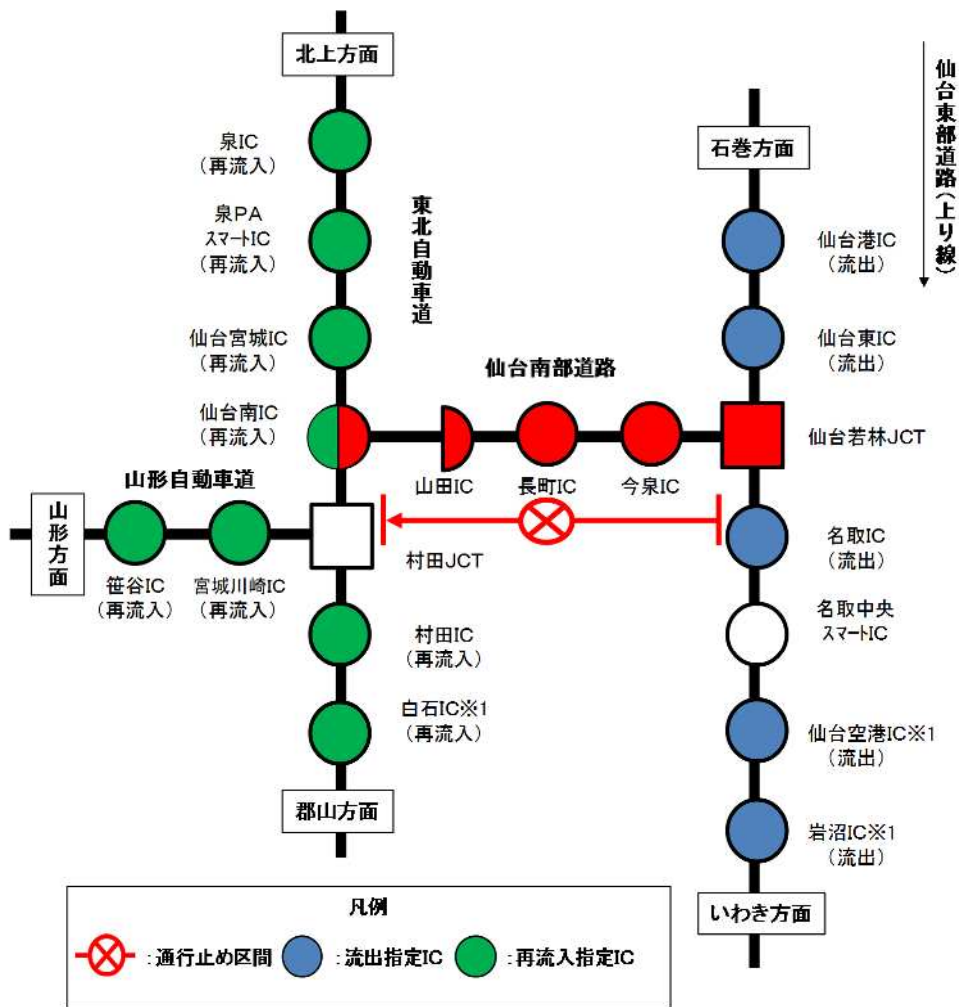 北上方面
仙台東部道路(上り線)
泉IC
(再流入)
石巻方面
東北自動車道
泉PA
スマートIC
(再流入)
仙台港IC
(流出)
仙台宮城IC
(再流入)
仙台東IC
(流出)
仙台南部道路
仙台南IC
(再流入)
仙台若林JCT
山形自動車道
山田IC
長町IC
今泉IC
山形方面
名取IC
(流出)
村田JCT
笹谷IC
(再流入)
宮城川崎IC
(再流入)
名取中央
スマートIC
村田IC
(再流入)
白石IC※1
(再流入)
仙台空港IC※1
(流出)
郡山方面
岩沼IC※1
(流出)
いわき方面
凡例
:通行止め区間
:流出指定IC
:再流入指定IC